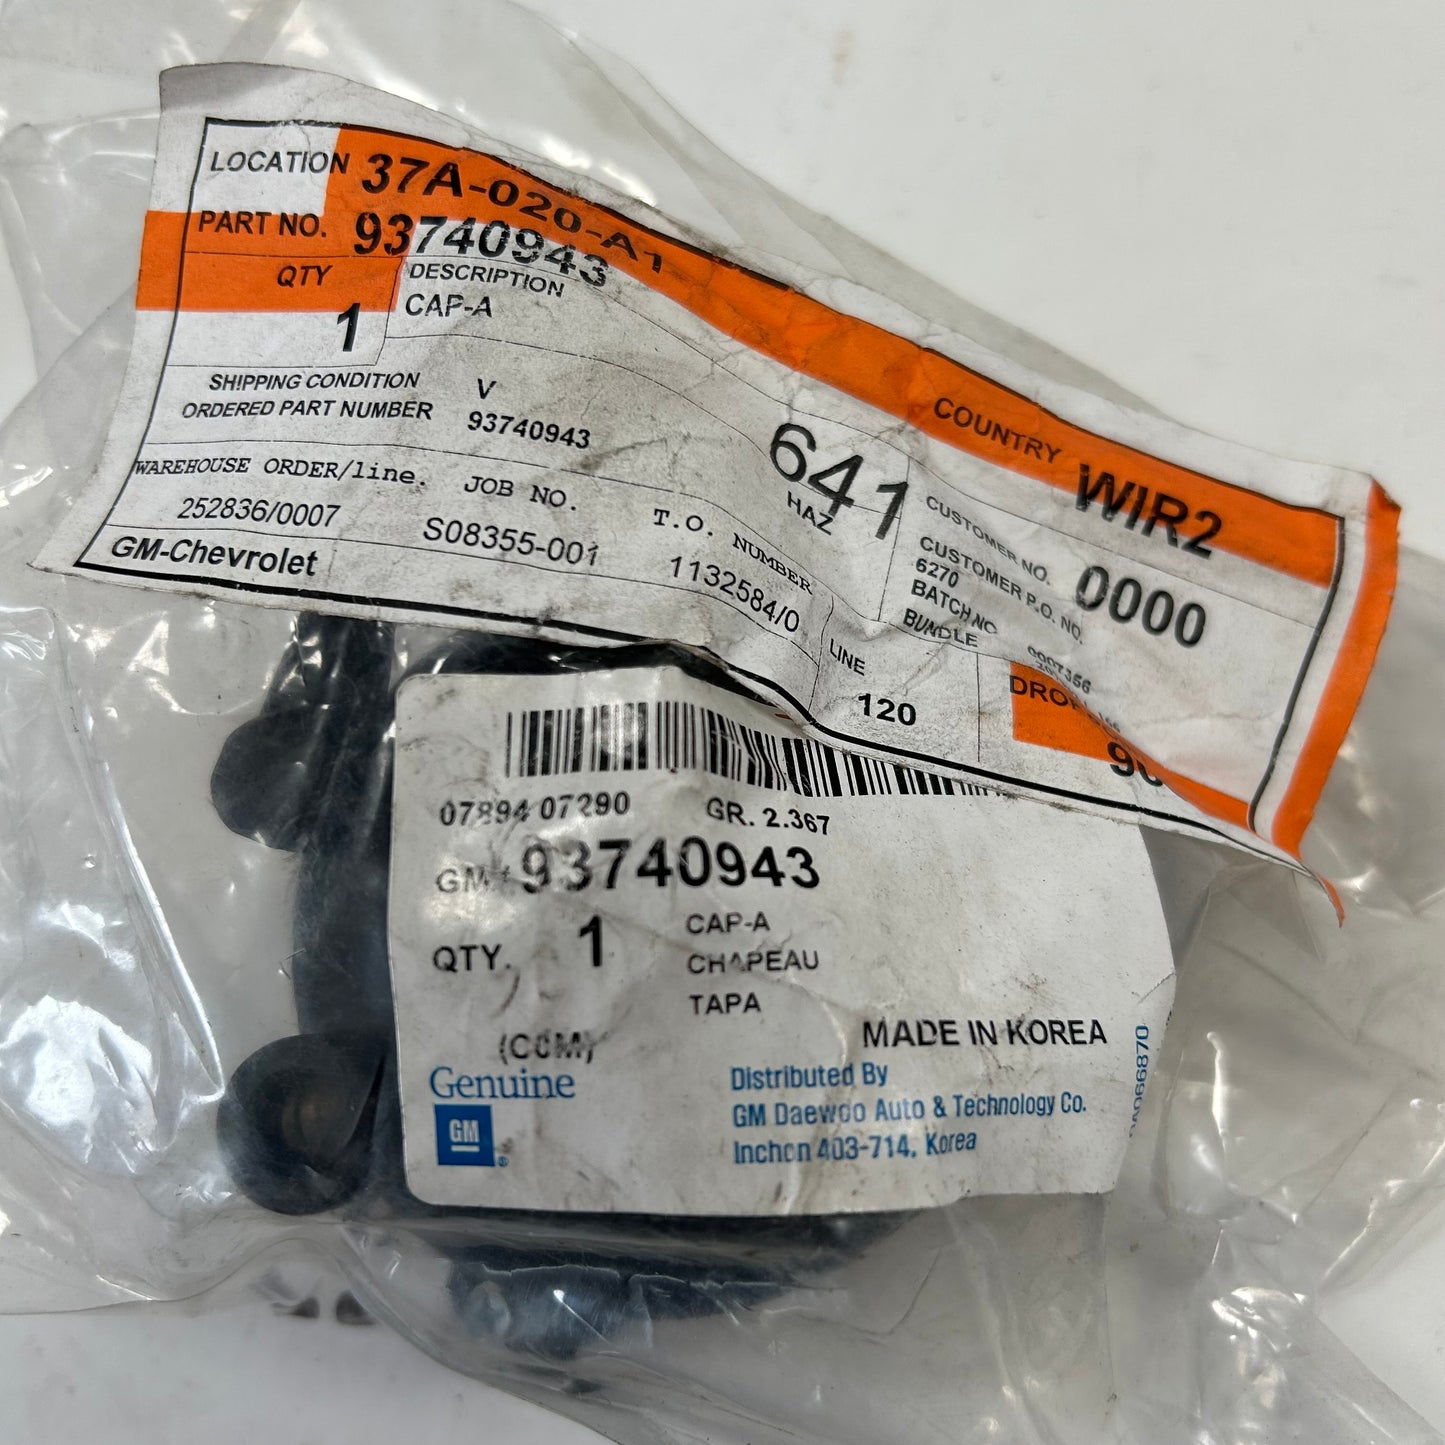 LOCATION 37A-020-A1
PART NO. 93740943
QTY
1
DESCRIPTION
CAP-A
SHIPPING CONDITION V
ORDERED PART NUMBER 93740943
WAREHOUSE ORDER/line.
252836/0007
JOB NO.
S08355-001
T.O. NUMBER
1132584/0
GM-Chevrolet
641
HAZ
COUNTRY WIR2
CUSTOMER NO. 0000
CUSTOMER P.O. NO.
6270
BATCH NO
BUNDLE
LINE
120
07894 07290 GR. 2.367
GM# 93740943
QTY. 1
CAP-A
CHAPEAU
TAPA
MADE IN KOREA
(CCM)
Genuine
GM
Distributed By
GM Daewoo Auto & Technology Co.
Inchon 403-714, Korea